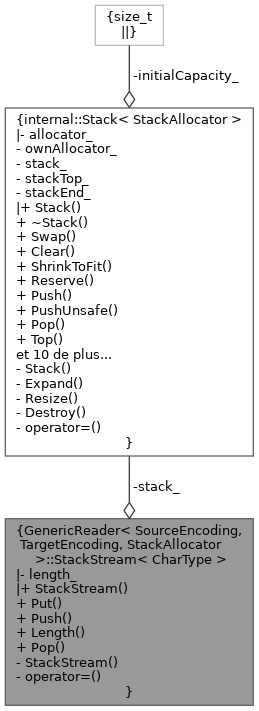 {size_t
||}
-initialCapacity_
{internal::Stack< StackAllocator >
|- allocator_
- ownAllocator_
- stack_
- stackTop_
- stackEnd_
|+ Stack()
+ ~Stack()
+ Swap()
+ Clear()
+ ShrinkToFit()
+ Reserve()
+ Push()
+ PushUnsafe()
+ Pop()
+ Top()
et 10 de plus...
- Stack()
- Expand()
- Resize()
- Destroy()
- operator=()
}
-stack_
{GenericReader< SourceEncoding,
TargetEncoding, StackAllocator
>::StackStream< CharType >
|- length_
|+ StackStream()
+ Put()
+ Push()
+ Length()
+ Pop()
- StackStream()
- operator=()
}